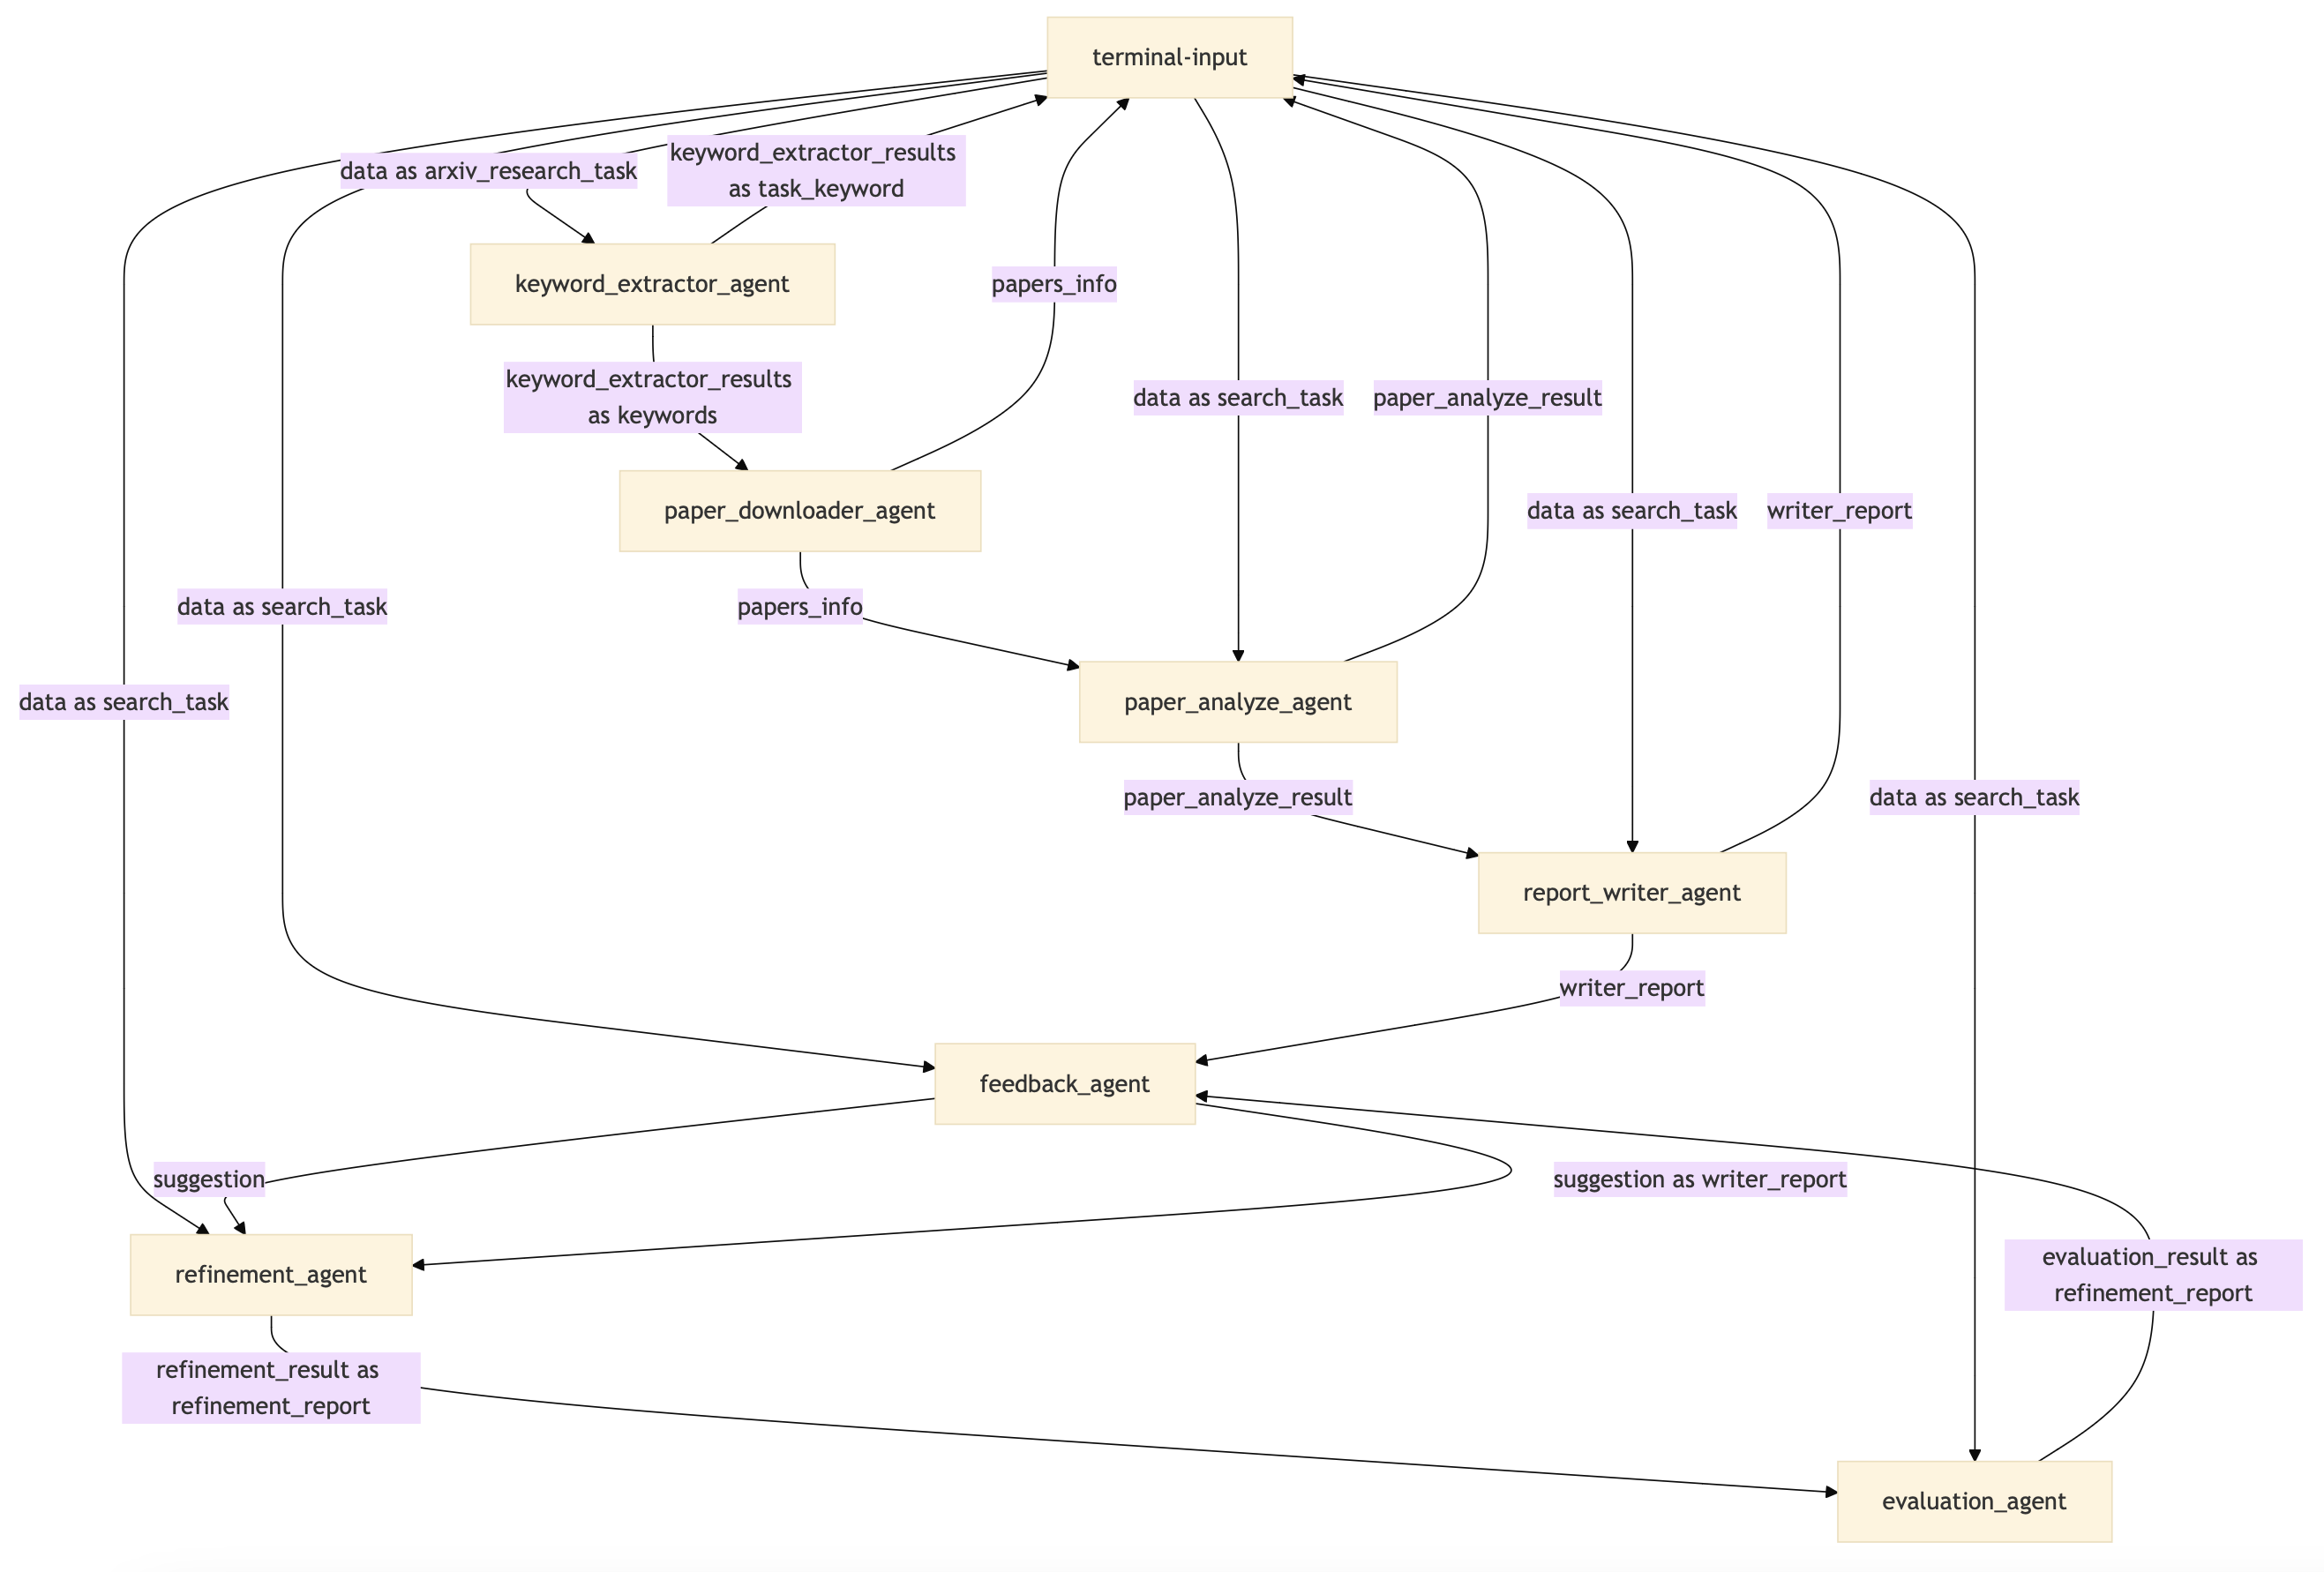 terminal-input
data as arxiv_research_task
keyword_extractor_results
as task_keyword
keyword_extractor_agent
papers_info
keyword_extractor_results
as keywords
data as search_task
paper_analyze_result
paper_downloader_agent
data as search_task
writer_report
data as search_task
papers_info
data as search_task
paper_analyze_agent
paper_analyze_result
data as search_task
report_writer_agent
writer_report
feedback_agent
suggestion
suggestion as writer_report
refinement_agent
evaluation_result as
refinement_report
refinement_result as
refinement_report
evaluation_agent